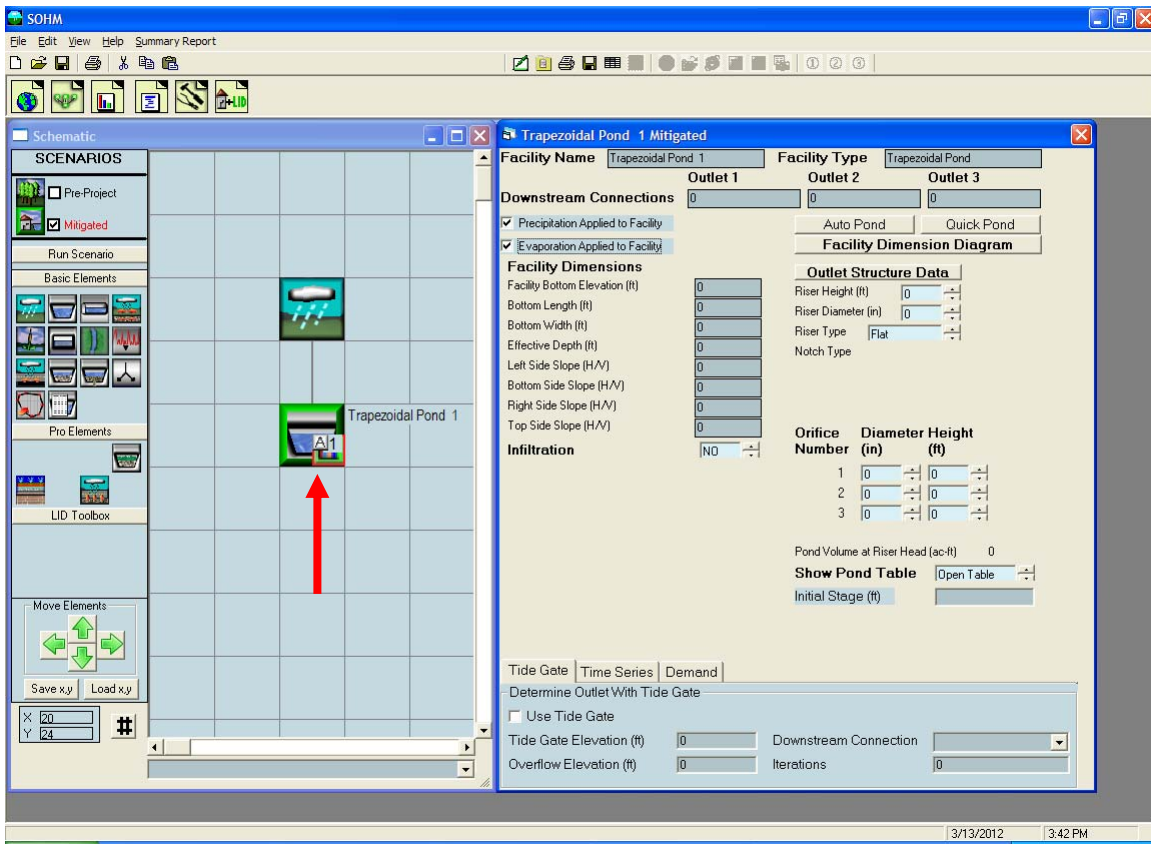 SOHM
File Edit View Help Summary Report
Schematic
SCENARIOS
Pre-Project
Mitigated
Run Scenario
Basic Elements
Pro Elements
LID Toolbox
Move Elements
Save x,y Load x,y
X 20
Y 24
#
+LID
Trapezoidal Pond 1
A 1
Trapezoidal Pond 1 Mitigated
Facility Name Trapezoidal Pond 1 Facility Type Trapezoidal Pond
Outlet 1 Outlet 2 Outlet 3
Downstream Connections 0 0 0
Precipitation Applied to Facility Auto Pond Quick Pond
Evaporation Applied to Facility Facility Dimension Diagram
Facility Dimensions
Facility Bottom Elevation (ft) 0
Bottom Length (ft) 0
Bottom Width (ft) 0
Effective Depth (ft) 0
Left Side Slope (H/V) 0
Bottom Side Slope (H/V) 0
Right Side Slope (H/V) 0
Top Side Slope (H/V) 0
Infiltration NO
Outlet Structure Data
Riser Height (ft) 0
Riser Diameter (in) 0
Riser Type Flat
Notch Type
Orifice Diameter Height
Number (in) (ft)
1 0 0
2 0 0
3 0 0
Pond Volume at Riser Head (ac-ft) 0
Show Pond Table Open Table
Initial Stage (ft)
Tide Gate Time Series Demand
Determine Outlet With Tide Gate
Use Tide Gate
Tide Gate Elevation (ft) 0 Downstream Connection
Overflow Elevation (ft) 0 Iterations 0
3/13/2012 3:42 PM